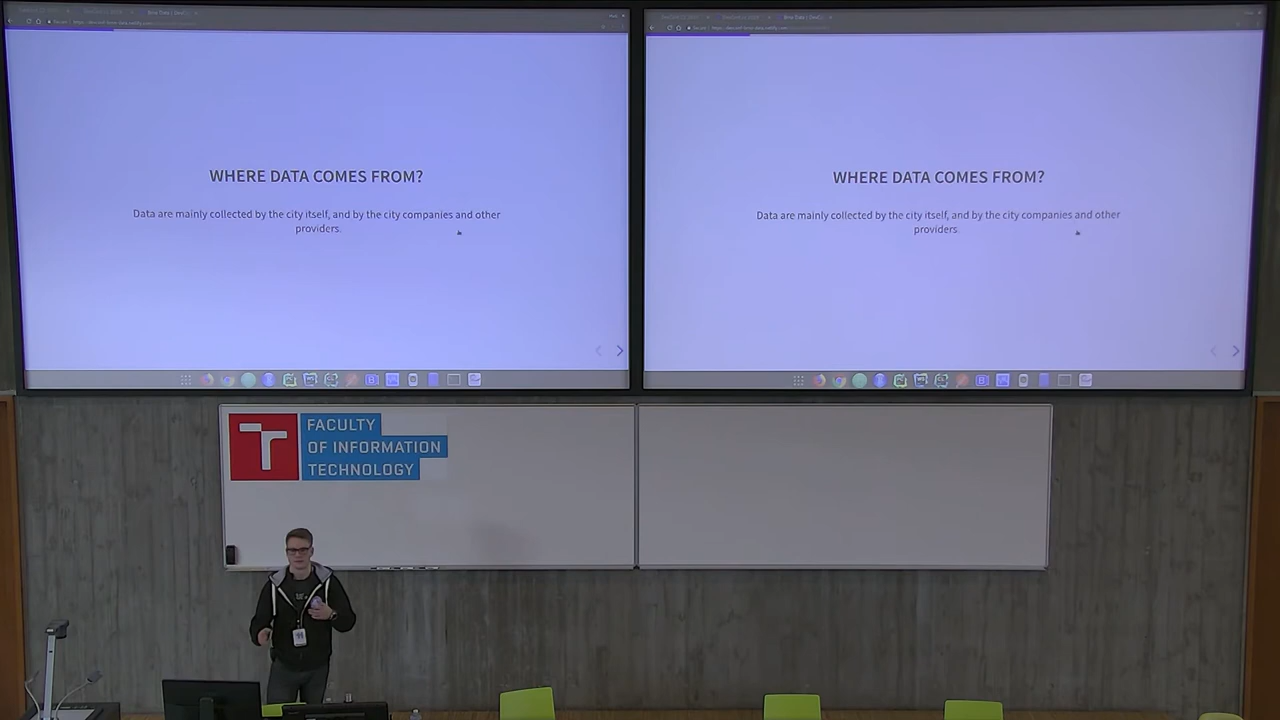 WHERE DATA COMES FROM?
Data are mainly collected by the city itself, and by the city companies and other
providers.
WHERE DATA COMES FROM?
Data are mainly collected by the city itself, and by the city companies and other
providers.
FACULTY
OF INFORMATION
TECHNOLOGY